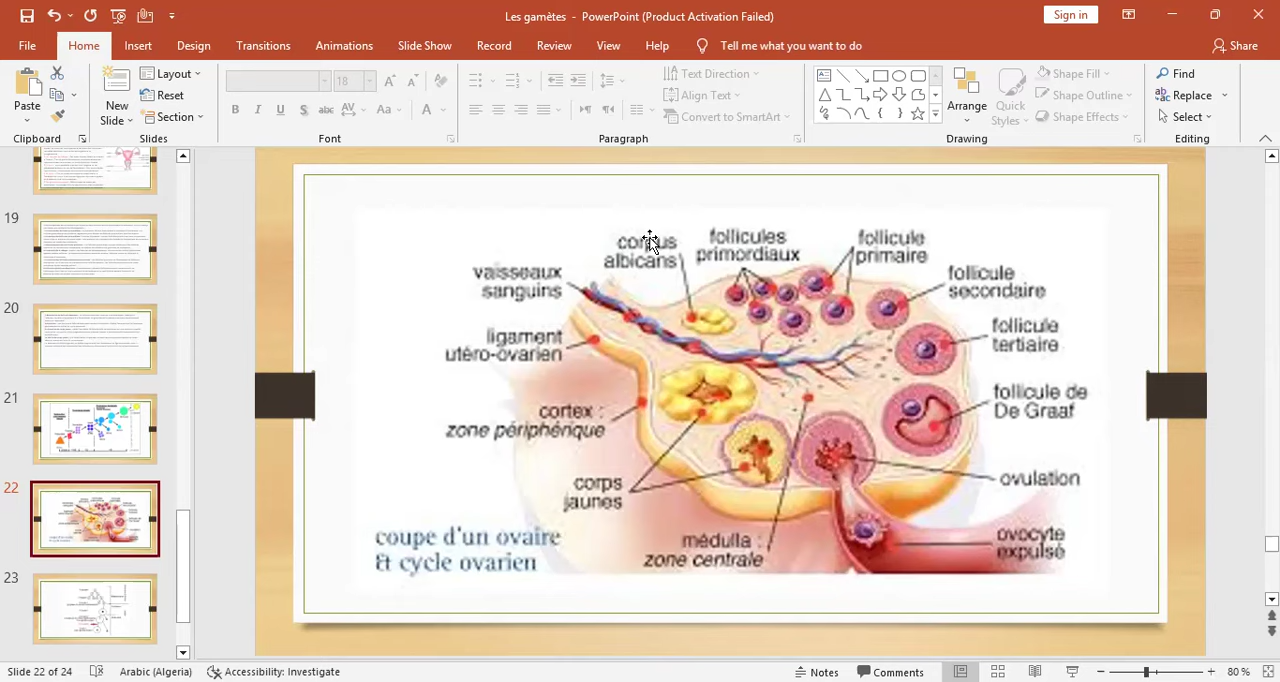 Les gamètes - PowerPoint (Product Activation Failed)
Sign in
File Home Insert Design Transitions Animations Slide Show Record Review View Help Tell me what you want to do Share
Paste
Clipboard
New Slide
Layout
Reset
Section
Slides
18
Font
Text Direction
Align Text
Convert to SmartArt
Paragraph
Arrange
Quick Styles
Shape Fill
Shape Outline
Shape Effects
Drawing
Find
Replace
Select
Editing
19
20
21
22
23
corpus
albicans
follicules
primordiaux
follicule
primaire
vaisseaux
sanguins
follicule
secondaire
ligament
utéro-ovarien
follicule
tertiaire
cortex :
zone périphérique
follicule de
De Graaf
corps
jaunes
ovulation
médulla :
zone centrale
ovocyte
expulsé
coupe d'un ovaire
& cycle ovarien
Slide 22 of 24 Arabic (Algeria) Accessibility: Investigate Notes Comments 80 %